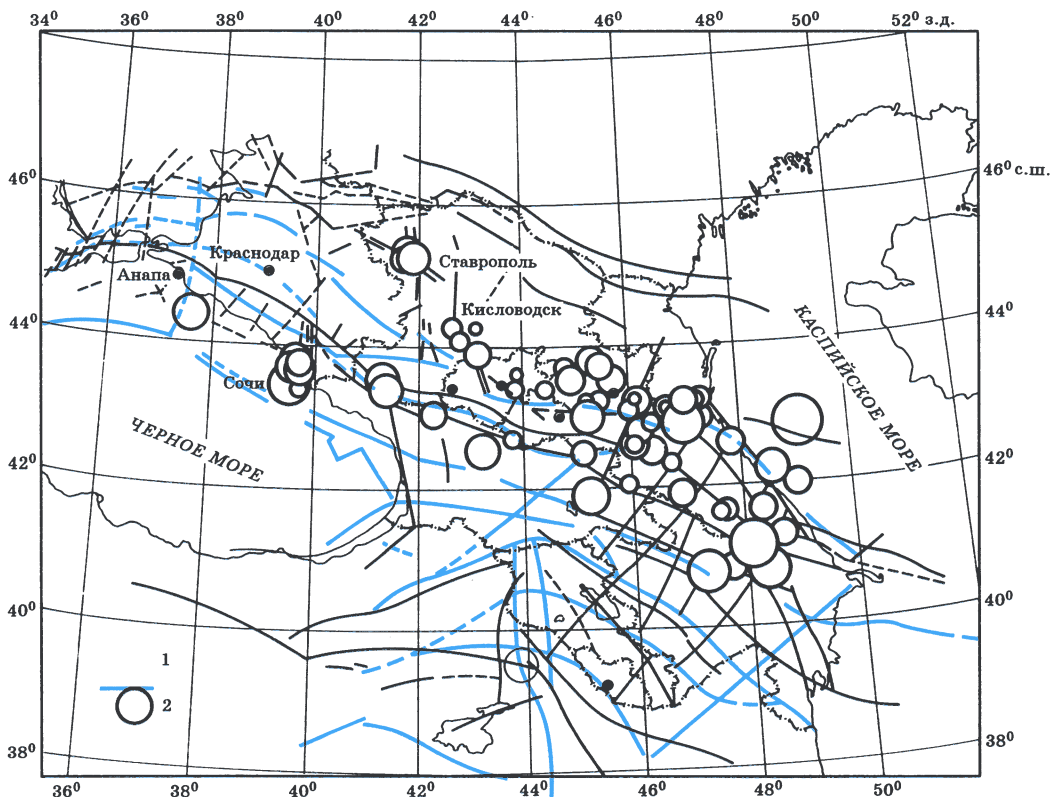 34 36⁰ 38⁰ 40⁰ 42⁰ 44⁰ 46⁰ 48⁰ 50⁰ 52⁰ з.д.
46⁰
46⁰ с.ш.
Краснодар
Ставрополь
Анапа
Кисловодск
44⁰
44⁰
КАСПИЙСКОЕ МОРЕ
Сочи
ЧЕРНОЕ МОРЕ
42⁰
42⁰
40⁰
40⁰
1
2
38⁰
38⁰
36⁰ 38⁰ 40⁰ 42⁰ 44⁰ 46⁰ 48⁰ 50⁰